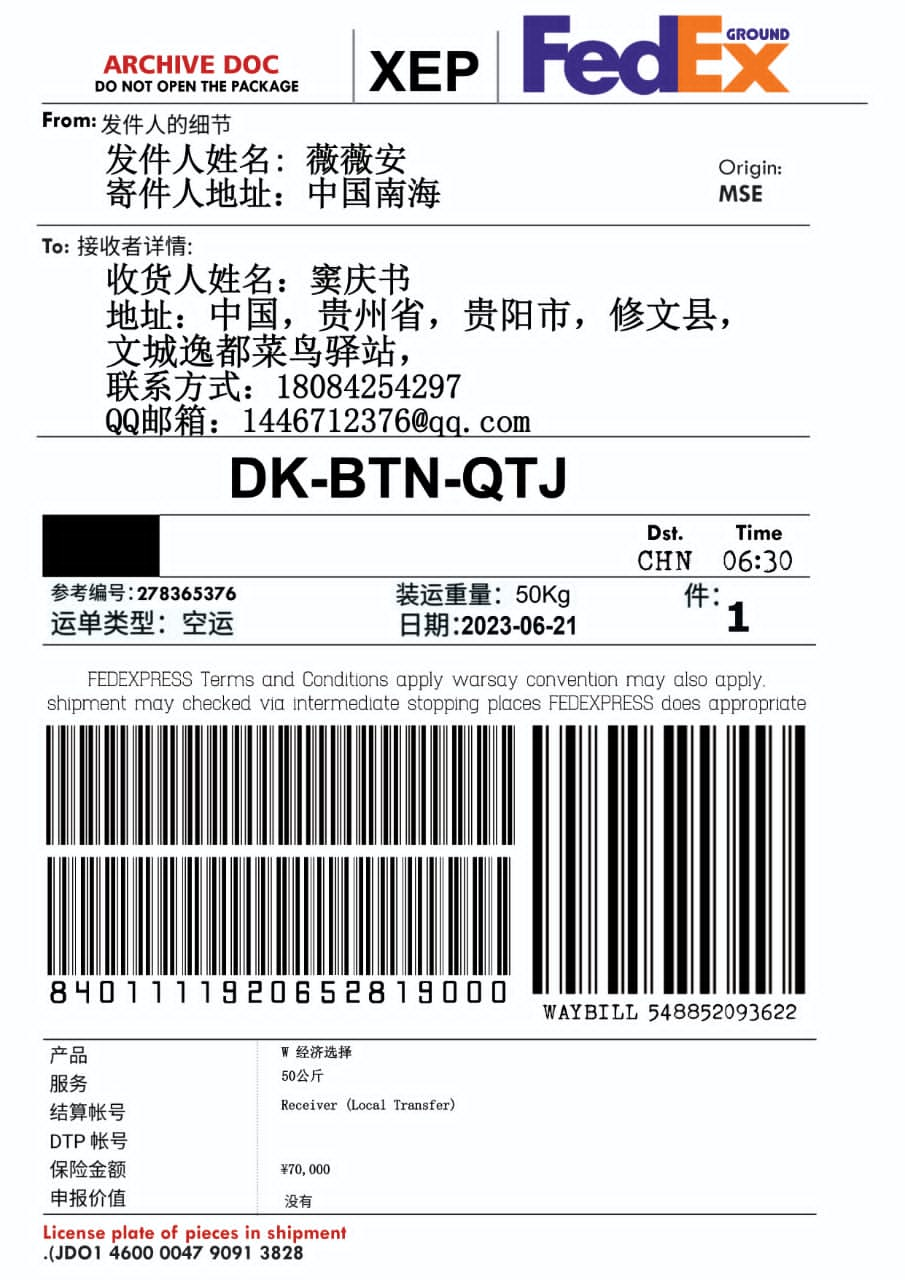 ARCHIVE DOC
DO NOT OPEN THE PACKAGE
XEP
FedEx
GROUND
From: 发件人的细节
发件人姓名: 薇薇安
寄件人地址: 中国南海
Origin:
MSE
To: 接收者详情:
收货人姓名: 窦庆书
地址: 中国, 贵州省, 贵阳市, 修文县,
文城逸都菜鸟驿站,
联系方式: 18084254297
QQ邮箱: 1446712376@qq.com
DK-BTN-QTJ
Dst. Time
CHN 06:30
参考编号:278365376 装运重量: 50Kg 件: 1
运单类型: 空运 日期:2023-06-21
FEDEXPRESS Terms and Conditions apply warsay convention may also apply.
shipment may checked via intermediate stopping places FEDEXPRESS does appropriate
8401111920652819000
WAYBILL 548852093622
产品 W 经济选择
服务 50公斤
结算帐号 Receiver (Local Transfer)
DTP 帐号
保险金额 ¥70,000
申报价值 没有
License plate of pieces in shipment
.(JDO1 4600 0047 9091 3828